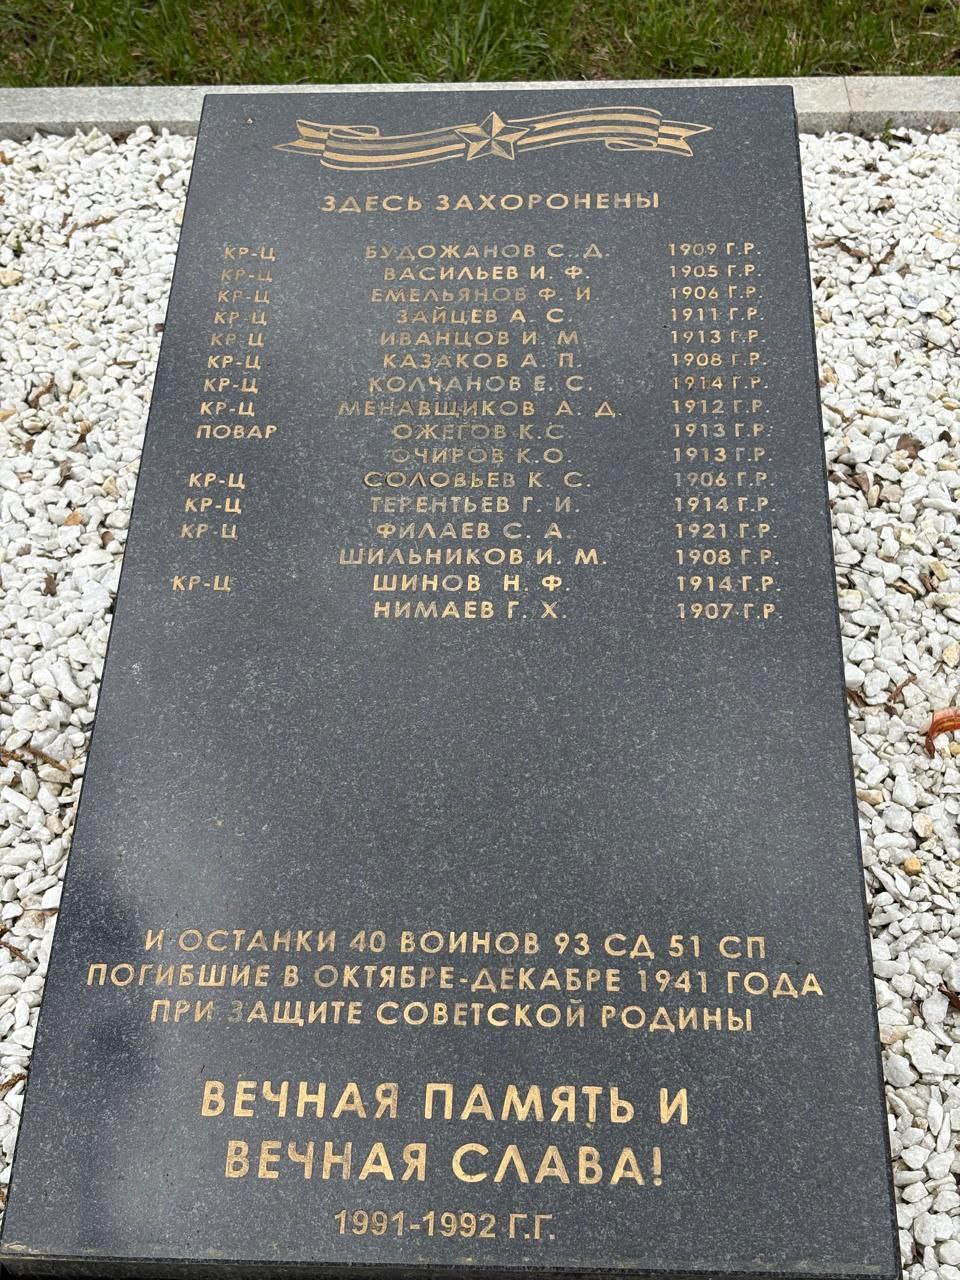 ЗДЕСЬ ЗАХОРОНЕНЫ
КР-Ц БУДОЖАНОВ С. Д. 1909 Г.Р.
КР-Ц ВАСИЛЬЕВ И. Ф. 1905 Г.Р.
КР-Ц ЕМЕЛЬЯНОВ Ф. И 1906 Г.Р.
КР-Ц ЗАЙЦЕВ А. С. 1911 Г.Р.
КР-Ц ИВАНЦОВ И. М 1913 Г.Р.
КР-Ц КАЗАКОВ А. П. 1908 Г.Р.
КР-Ц КОЛЧАНОВ Е. С. 1914 Г.Р.
КР-Ц МЕНАВЩИКОВ А. Д. 1912 Г.Р.
ПОВАР ОЖЕГОВ К.С 1913 Г.Р.
ОЧИРОВ К.О. 1913 Г.Р.
КР-Ц СОЛОВЬЕВ К. С. 1906 Г.Р.
КР-Ц ТЕРЕНТЬЕВ Г. И. 1914 Г.Р.
КР-Ц ФИЛАЕВ С. А. 1921 Г.Р.
ШИЛЬНИКОВ И. М. 1908 Г.Р.
КР-Ц ШИНОВ Н. Ф. 1914 Г.Р.
НИМАЕВ Г. Х. 1907 Г.Р.
И ОСТАНКИ 40 ВОИНОВ 93 СД 51 СП
ПОГИБШИЕ В ОКТЯБРЕ-ДЕКАБРЕ 1941 ГОДА
ПРИ ЗАЩИТЕ СОВЕТСКОЙ РОДИНЫ
ВЕЧНАЯ ПАМЯТЬ И
ВЕЧНАЯ СЛАВА!
1991-1992 Г.Г.